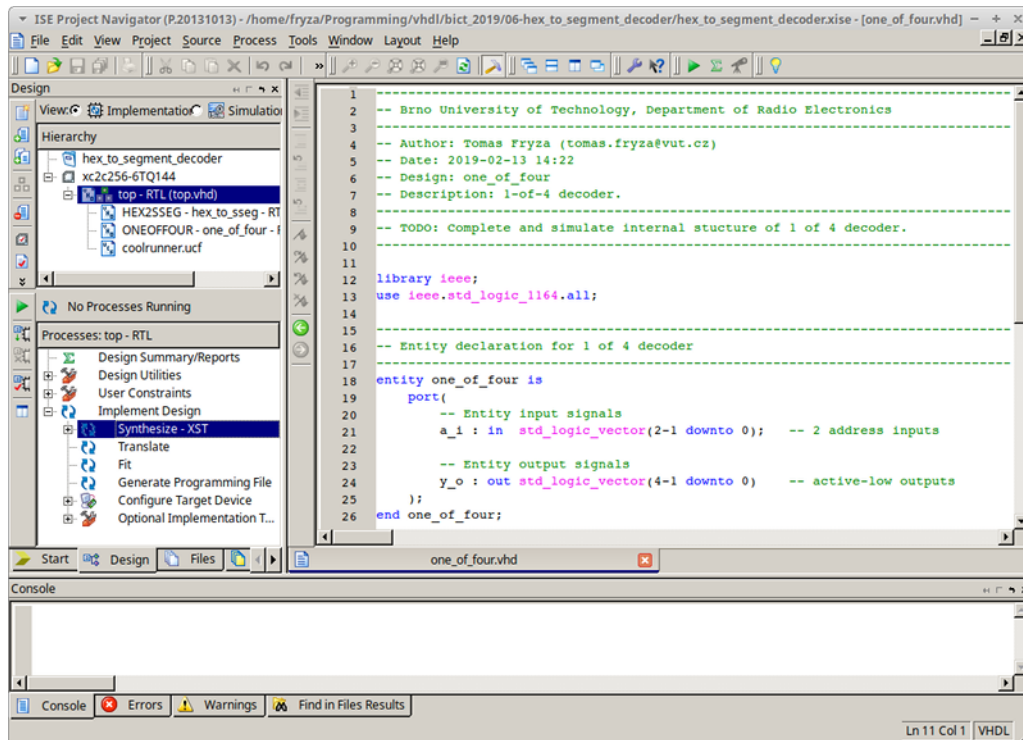 ISE Project Navigator (P.20131013) - /home/fryza/Programming/vhdl/bict_2019/06-hex_to_segment_decoder/hex_to_segment_decoder.xise - [one_of_four.vhd]
File Edit View Project Source Process Tools Window Layout Help
Design
View: Implementation Simulation
Hierarchy
hex_to_segment_decoder
xc2c256-6TQ144
top - RTL (top.vhd)
HEX2SSEG - hex_to_sseg - RT
ONEOFFOUR - one_of_four - F
coolrunner.ucf
No Processes Running
Processes: top - RTL
Design Summary/Reports
Design Utilities
User Constraints
Implement Design
Synthesize - XST
Translate
Fit
Generate Programming File
Configure Target Device
Optional Implementation T...
Start Design Files
1 --------------------------------------------------------------------------------
2 -- Brno University of Technology, Department of Radio Electronics
3 --------------------------------------------------------------------------------
4 -- Author: Tomas Fryza (tomas.fryza@vut.cz)
5 -- Date: 2019-02-13 14:22
6 -- Design: one_of_four
7 -- Description: 1-of-4 decoder.
8 --------------------------------------------------------------------------------
9 -- TODO: Complete and simulate internal stucture of 1 of 4 decoder.
10 --------------------------------------------------------------------------------
11
12 library ieee;
13 use ieee.std_logic_1164.all;
14
15 --------------------------------------------------------------------------------
16 -- Entity declaration for 1 of 4 decoder
17 --------------------------------------------------------------------------------
18 entity one_of_four is
19 port(
20 -- Entity input signals
21 a_i : in std_logic_vector(2-1 downto 0); -- 2 address inputs
22
23 -- Entity output signals
24 y_o : out std_logic_vector(4-1 downto 0) -- active-low outputs
25 );
26 end one_of_four;
one_of_four.vhd
Console
Console Errors Warnings Find in Files Results
Ln 11 Col 1 VHDL